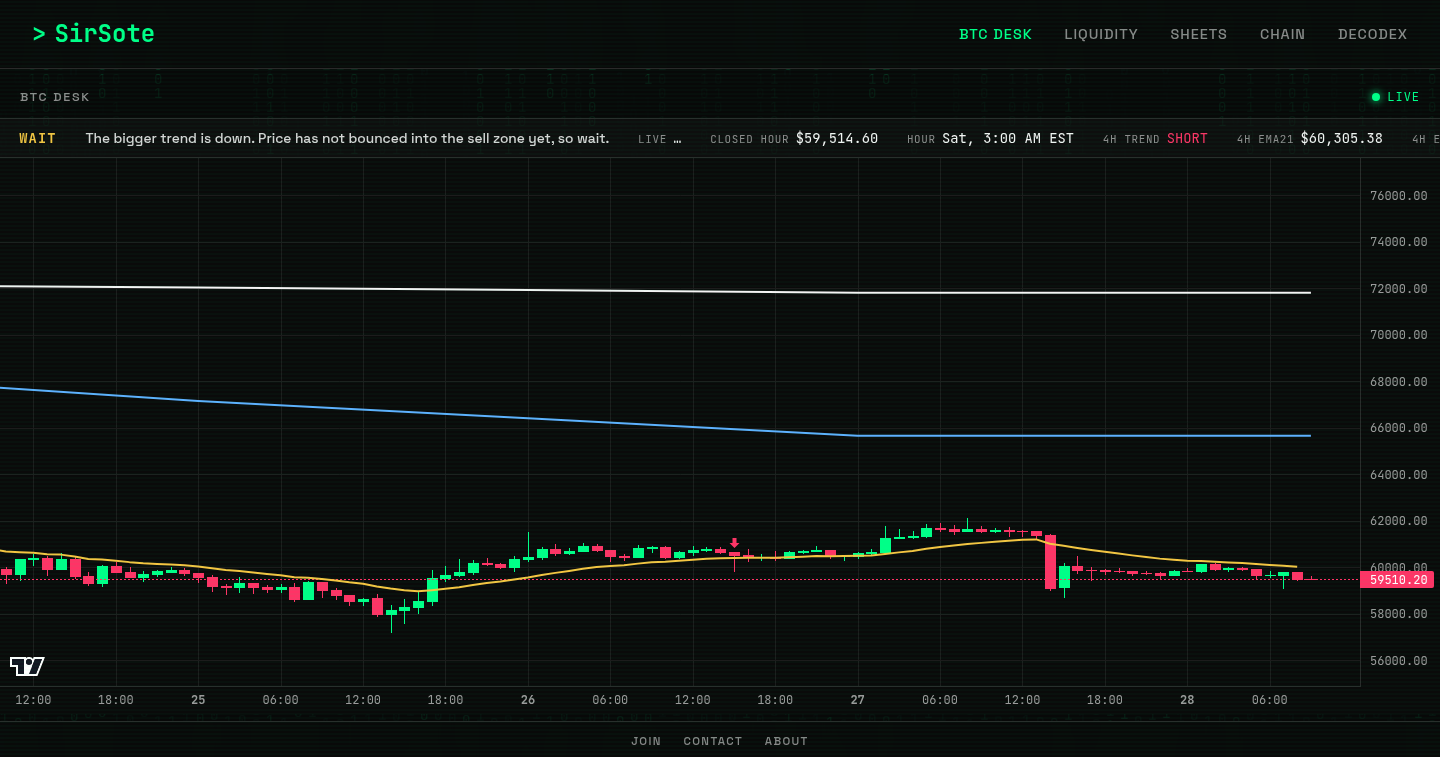 > SirSote
BTC DESK LIQUIDITY SHEETS CHAIN DECODEX
BTC DESK
LIVE
WAIT The bigger trend is down. Price has not bounced into the sell zone yet, so wait. LIVE … CLOSED HOUR $59,514.60 HOUR Sat, 3:00 AM EST 4H TREND SHORT 4H EMA21 $60,305.38 4H E
76000.00
74000.00
72000.00
70000.00
68000.00
66000.00
64000.00
62000.00
60000.00
59510.20
58000.00
56000.00
12:00 18:00 25 06:00 12:00 18:00 26 06:00 12:00 18:00 27 06:00 12:00 18:00 28 06:00
JOIN CONTACT ABOUT